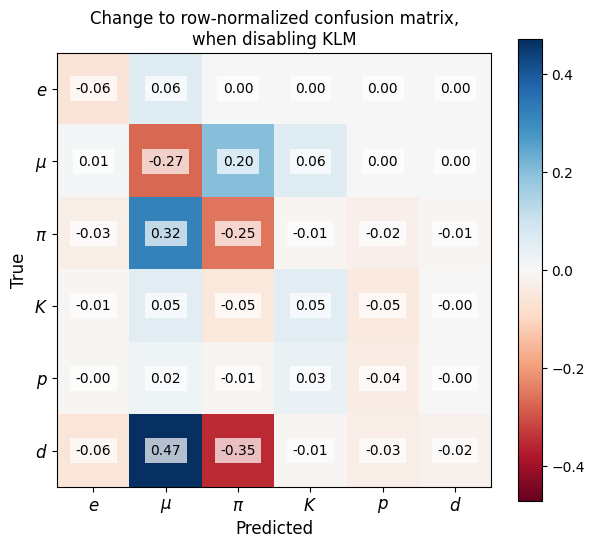 Change to row-normalized confusion matrix,
when disabling KLM
e -0.06 0.06 0.00 0.00 0.00 0.00
μ 0.01 -0.27 0.20 0.06 0.00 0.00
π -0.03 0.32 -0.25 -0.01 -0.02 -0.01
K -0.01 0.05 -0.05 0.05 -0.05 -0.00
p -0.00 0.02 -0.01 0.03 -0.04 -0.00
d -0.06 0.47 -0.35 -0.01 -0.03 -0.02
e μ π K p d
Predicted
True
0.4
0.2
0.0
−0.2
−0.4